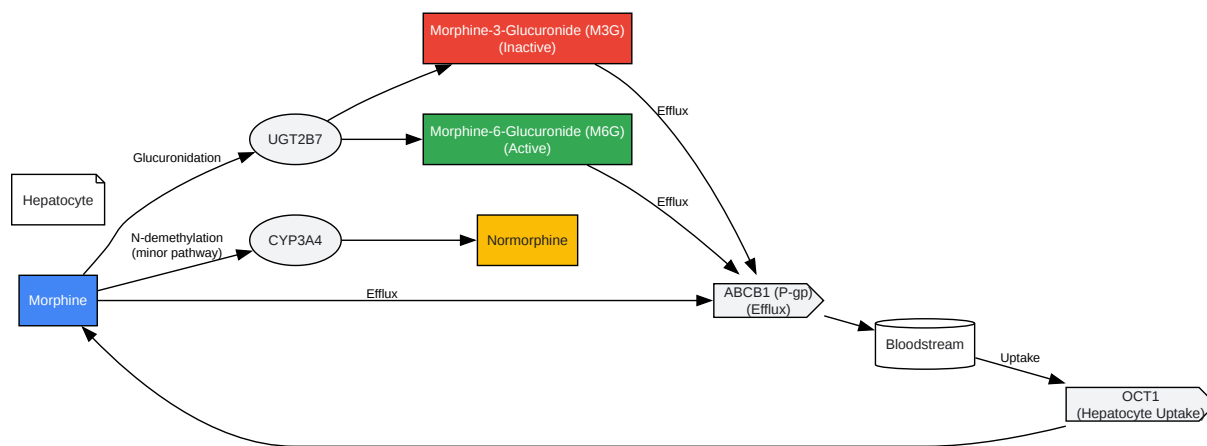 Morphine-3-Glucuronide (M3G)
(Inactive)
Efflux
UGT2B7
Morphine-6-Glucuronide (M6G)
(Active)
Glucuronidation
Hepatocyte
Efflux
N-demethylation
(minor pathway)
CYP3A4
Normorphine
Morphine
Efflux
ABCB1 (P-gp)
(Efflux)
Bloodstream
Uptake
OCT1
(Hepatocyte Uptake)